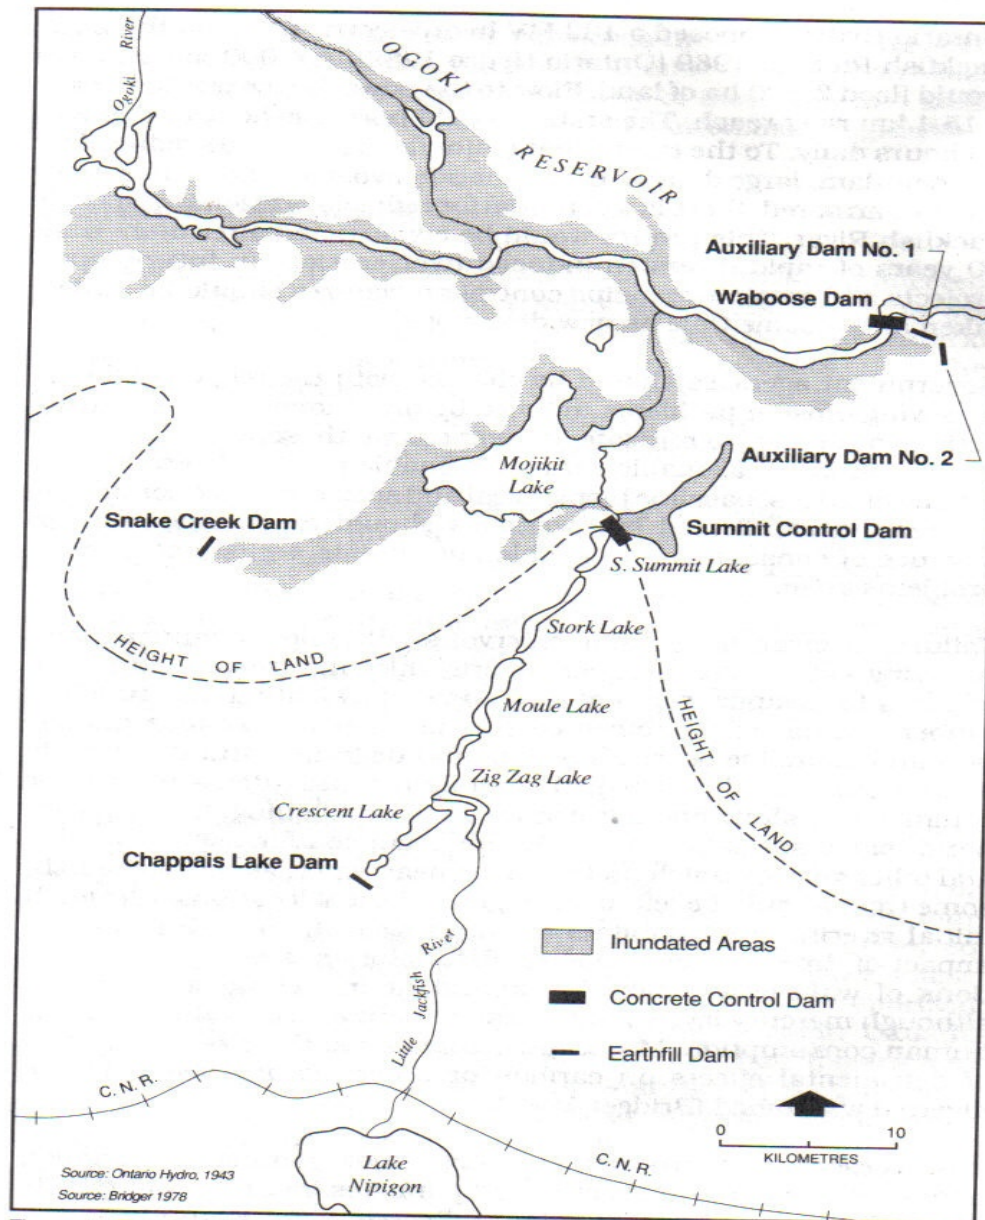 Ogoki River
OGOKI
RESERVOIR
Auxiliary Dam No. 1
Waboose Dam
Auxiliary Dam No. 2
Mojikit
Lake
Snake Creek Dam
Summit Control Dam
S. Summit Lake
HEIGHT OF LAND
Stork Lake
Moule Lake
HEIGHT OF LAND
Zig Zag Lake
Crescent Lake
Chappais Lake Dam
Little Jackfish River
Inundated Areas
Concrete Control Dam
Earthfill Dam
C.N.R.
0 10
KILOMETRES
C.N.R.
Lake
Nipigon
Source: Ontario Hydro, 1943
Source: Bridger 1978